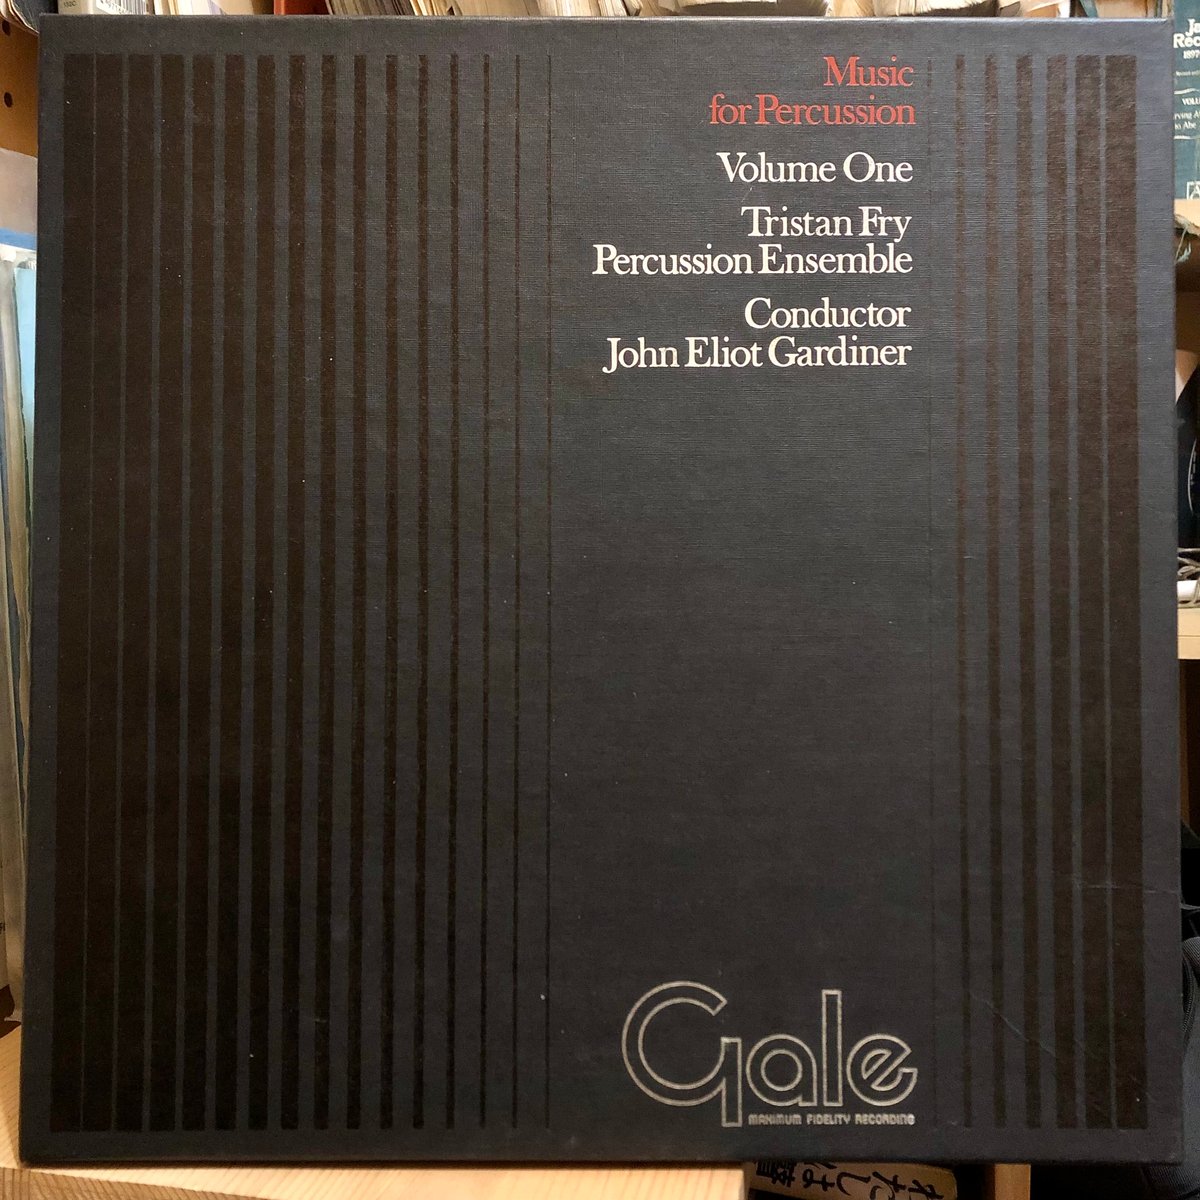 Music
for Percussion
Volume One
Tristan Fry
Percussion Ensemble
Conductor
John Eliot Gardiner
Gale
MAXIMUM FIDELITY RECORDING